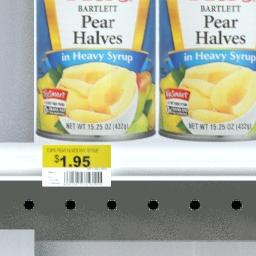 BARTLETT
Pear
Halves
in Heavy Syrup
NET WT 15.25 OZ (432g)
BARTLETT
Pear
Halves
in Heavy Syrup
NET WT 15.25 OZ (432g)
$1.95